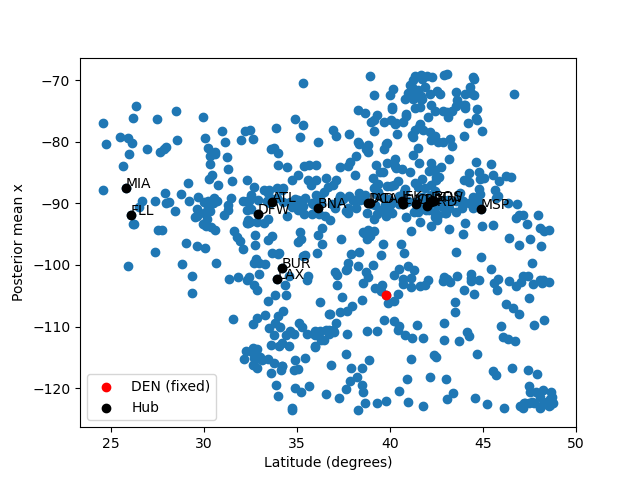 −70
−80
−90
−100
−110
−120
Posterior mean x
MIA
FLL
ATL
DFW
BNA
MSP
BUR
LAX
DEN (fixed)
Hub
25
30
35
40
45
50
Latitude (degrees)